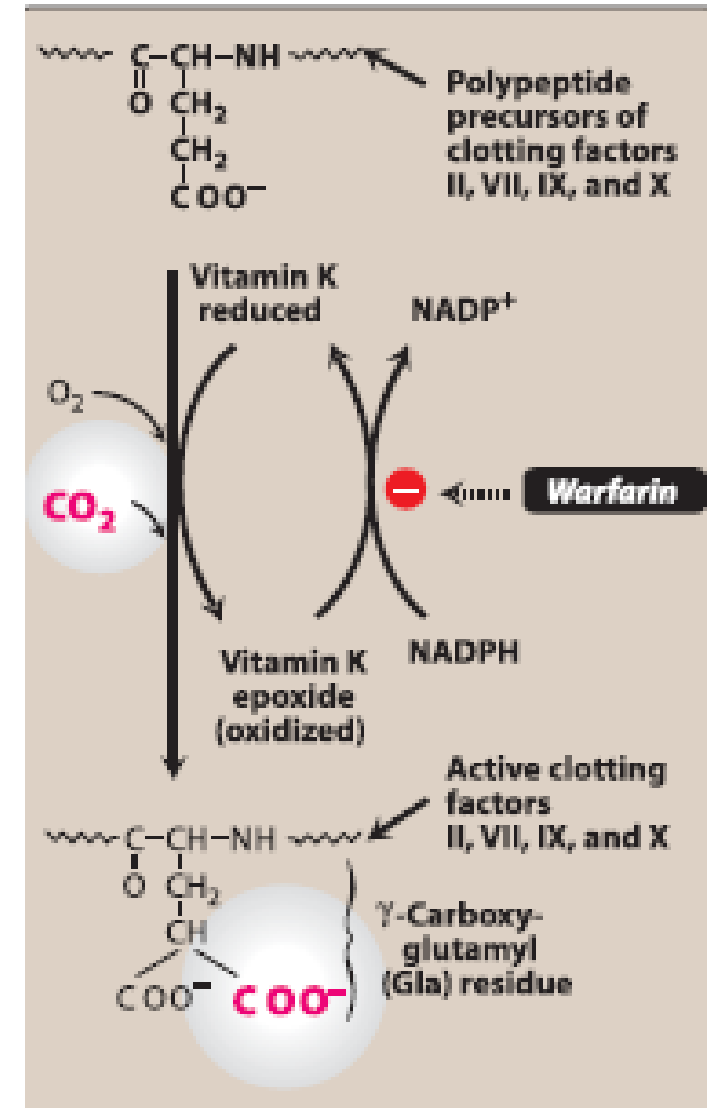 C–CH–NH
O CH₂
CH₂
COO⁻
Polypeptide
precursors of
clotting factors
II, VII, IX, and X
Vitamin K
reduced
NADP⁺
O₂
CO₂
Warfarin
Vitamin K
epoxide
(oxidized)
NADPH
Active clotting
factors
II, VII, IX, and X
C–CH–NH
O CH₂
CH
COO⁻ COO⁻
γ-Carboxy-
glutamyl
(Gla) residue